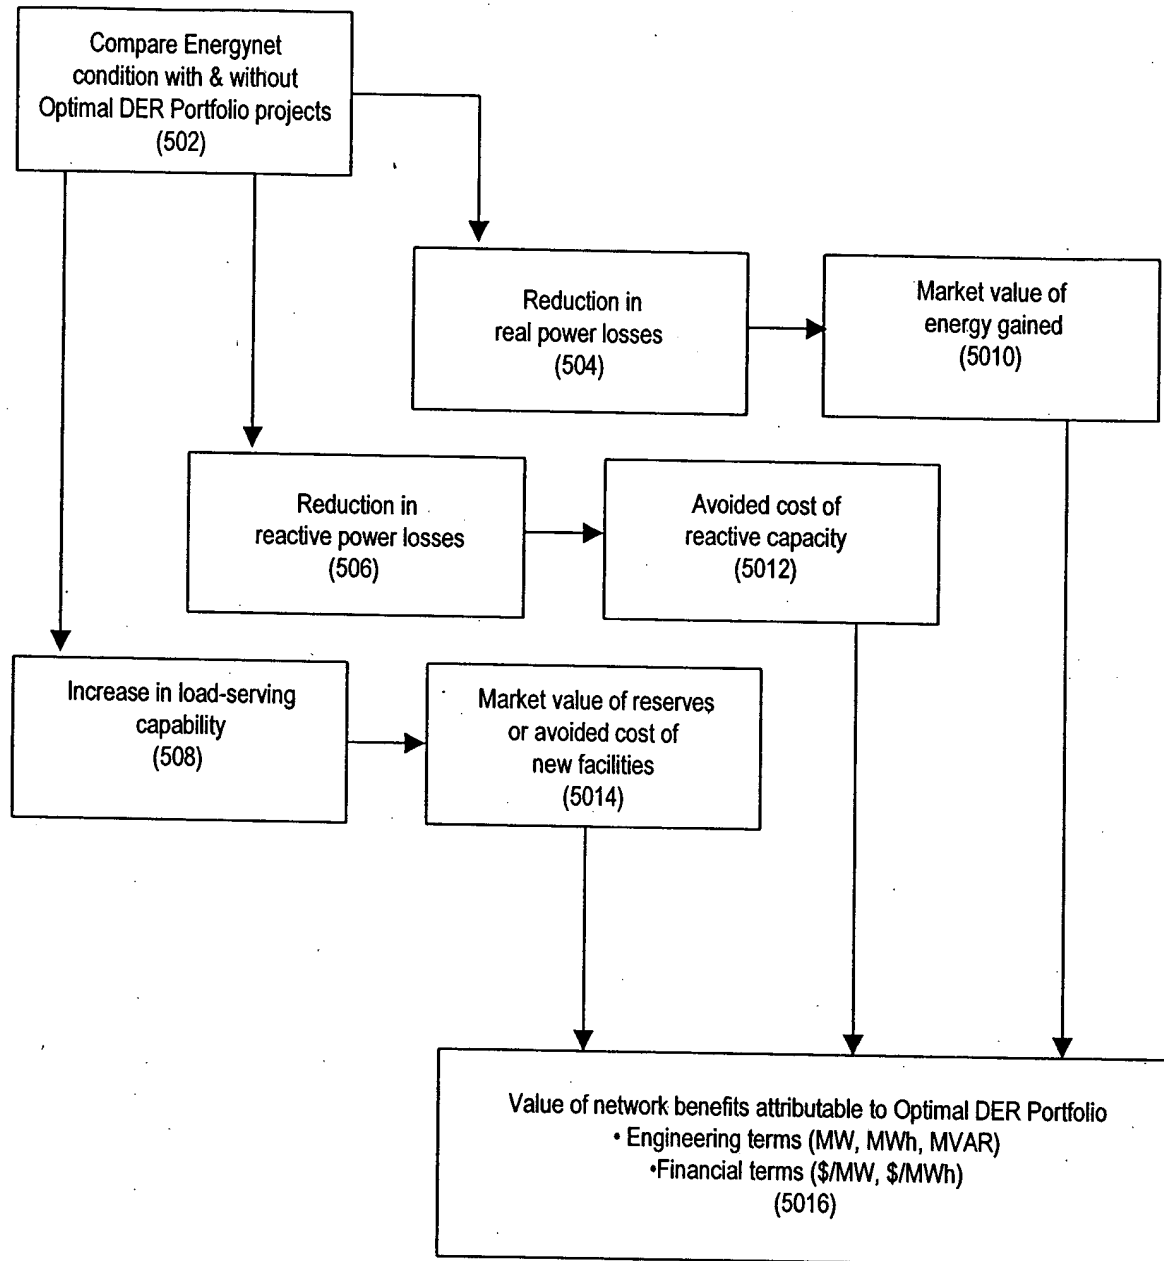 Compare Energynet
condition with & without
Optimal DER Portfolio projects
(502)
Reduction in
real power losses
(504)
Market value of
energy gained
(5010)
Reduction in
reactive power losses
(506)
Avoided cost of
reactive capacity
(5012)
Increase in load-serving
capability
(508)
Market value of reserves
or avoided cost of
new facilities
(5014)
Value of network benefits attributable to Optimal DER Portfolio
• Engineering terms (MW, MWh, MVAR)
•Financial terms ($/MW, $/MWh)
(5016)